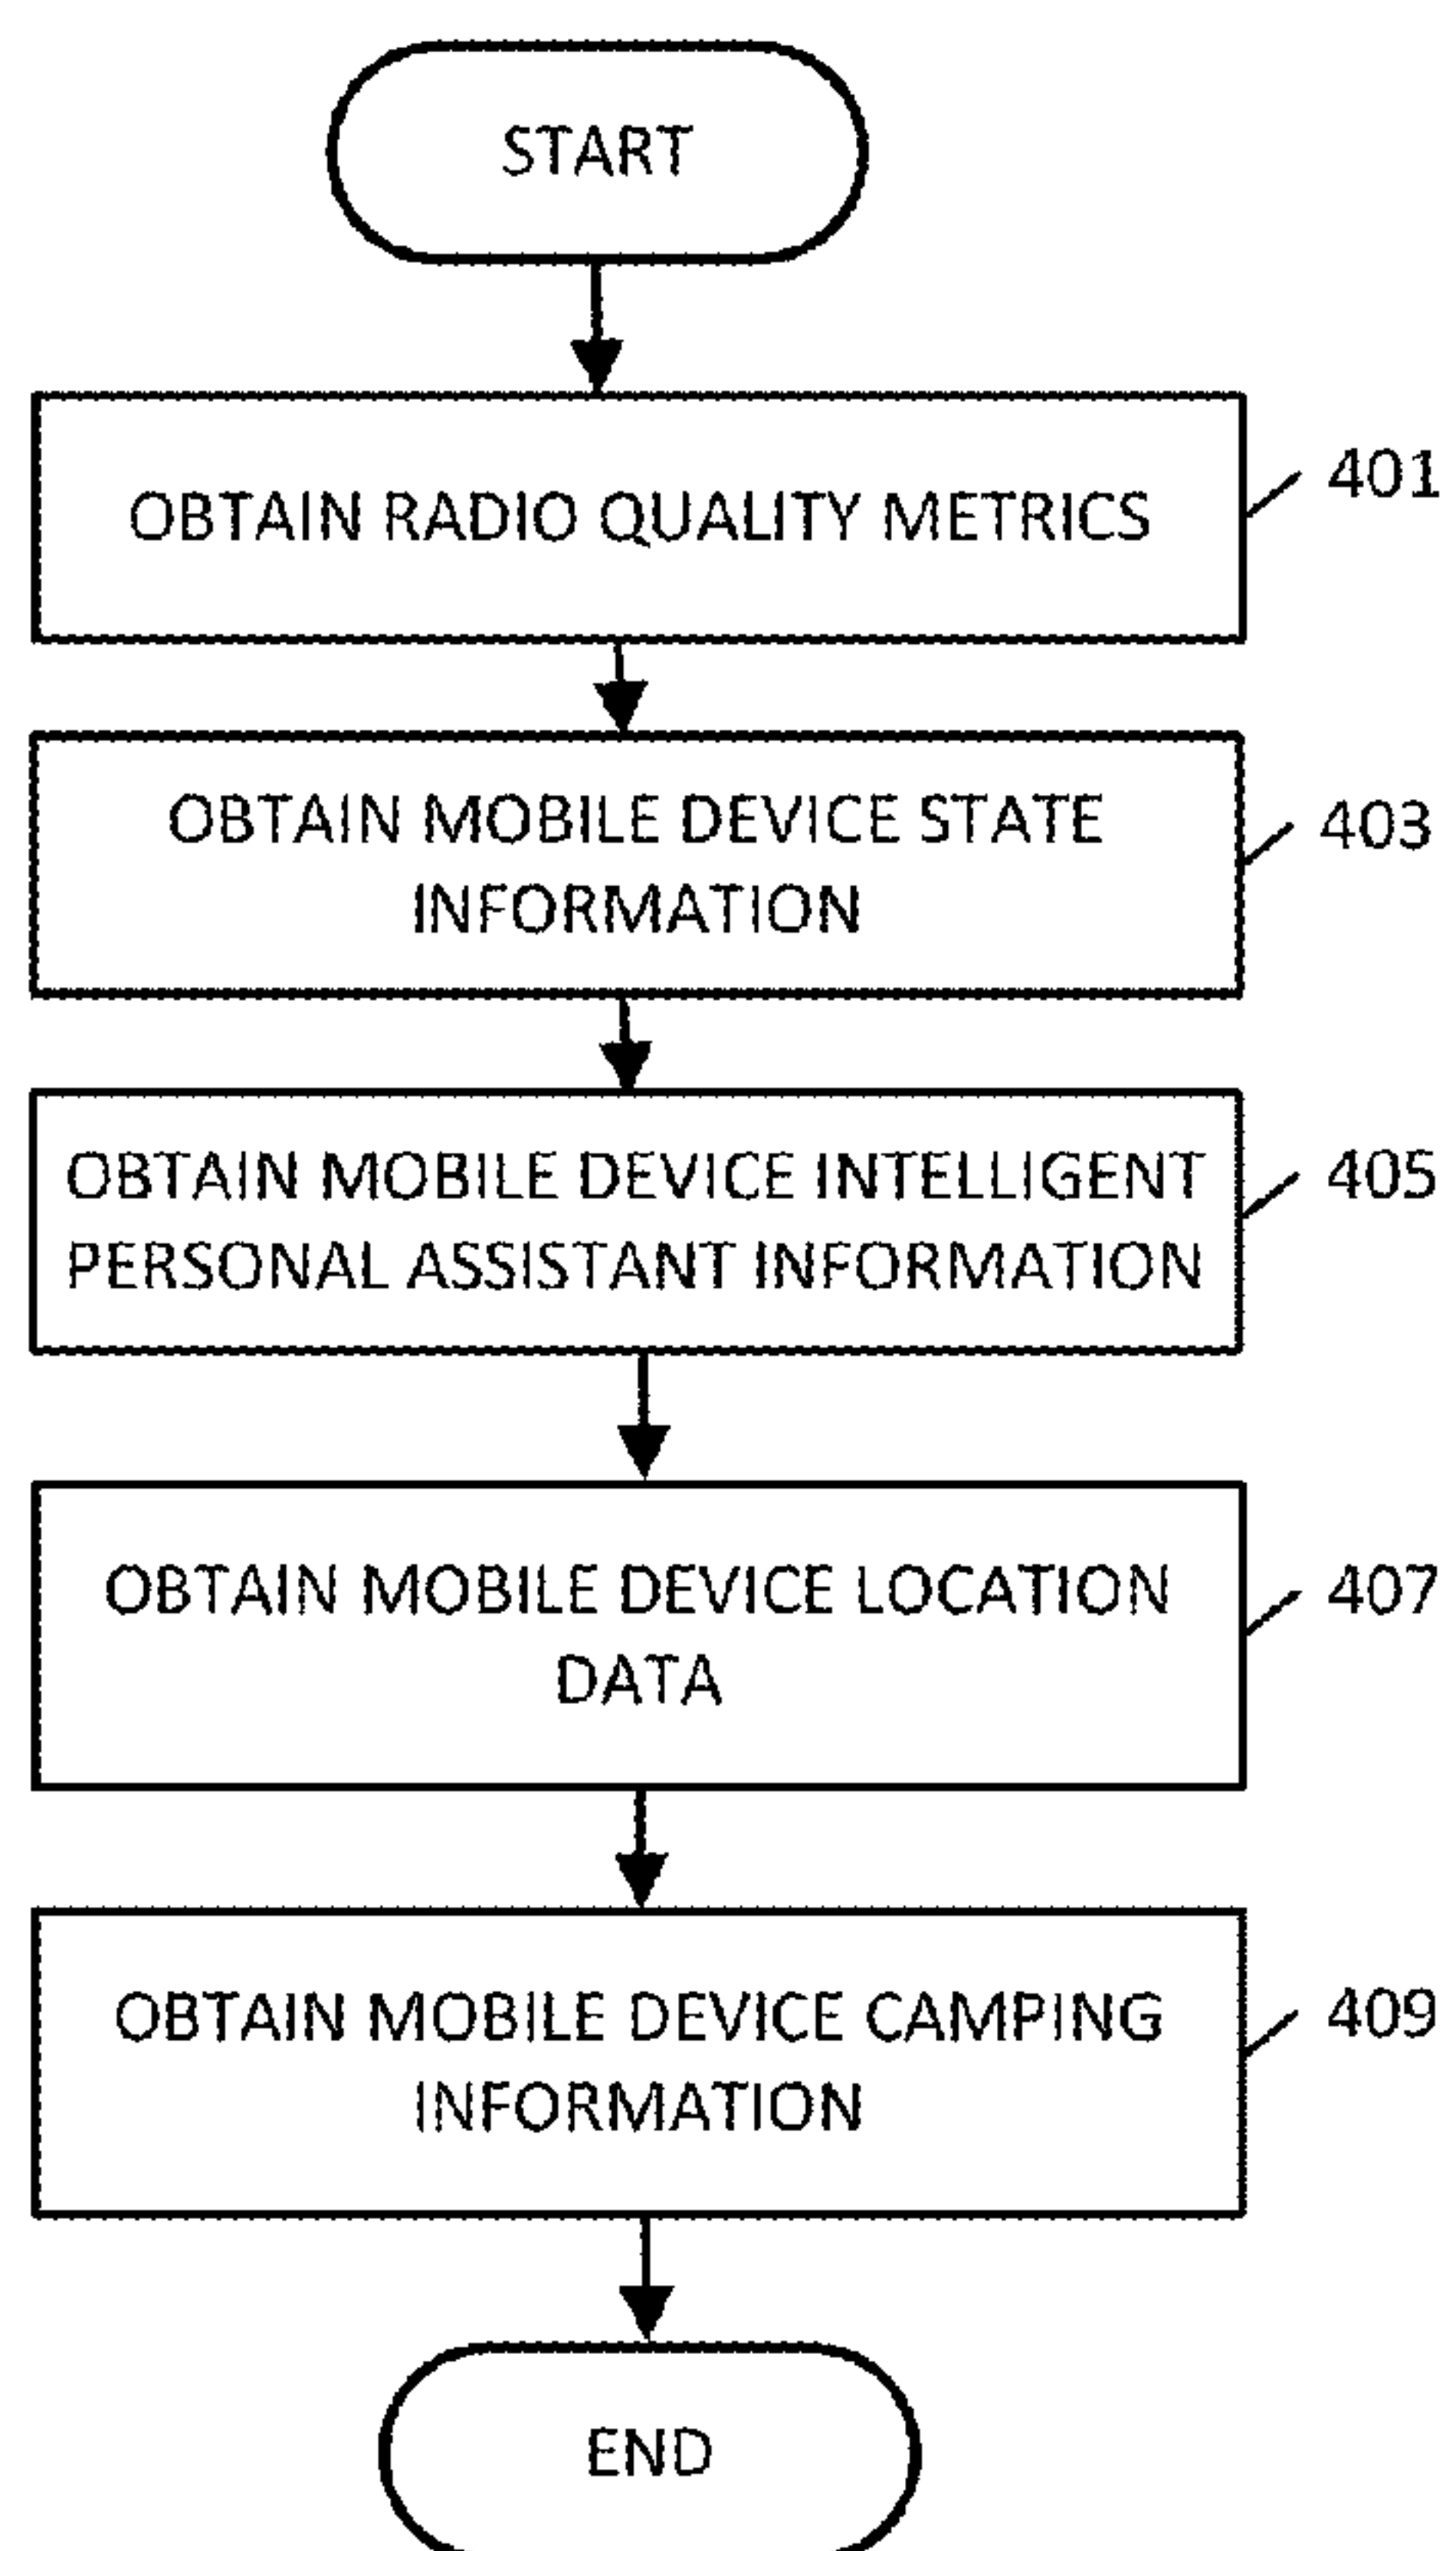 START
OBTAIN RADIO QUALITY METRICS
401
OBTAIN MOBILE DEVICE STATE
INFORMATION
403
OBTAIN MOBILE DEVICE INTELLIGENT
PERSONAL ASSISTANT INFORMATION
405
OBTAIN MOBILE DEVICE LOCATION
DATA
407
OBTAIN MOBILE DEVICE CAMPING
INFORMATION
409
END